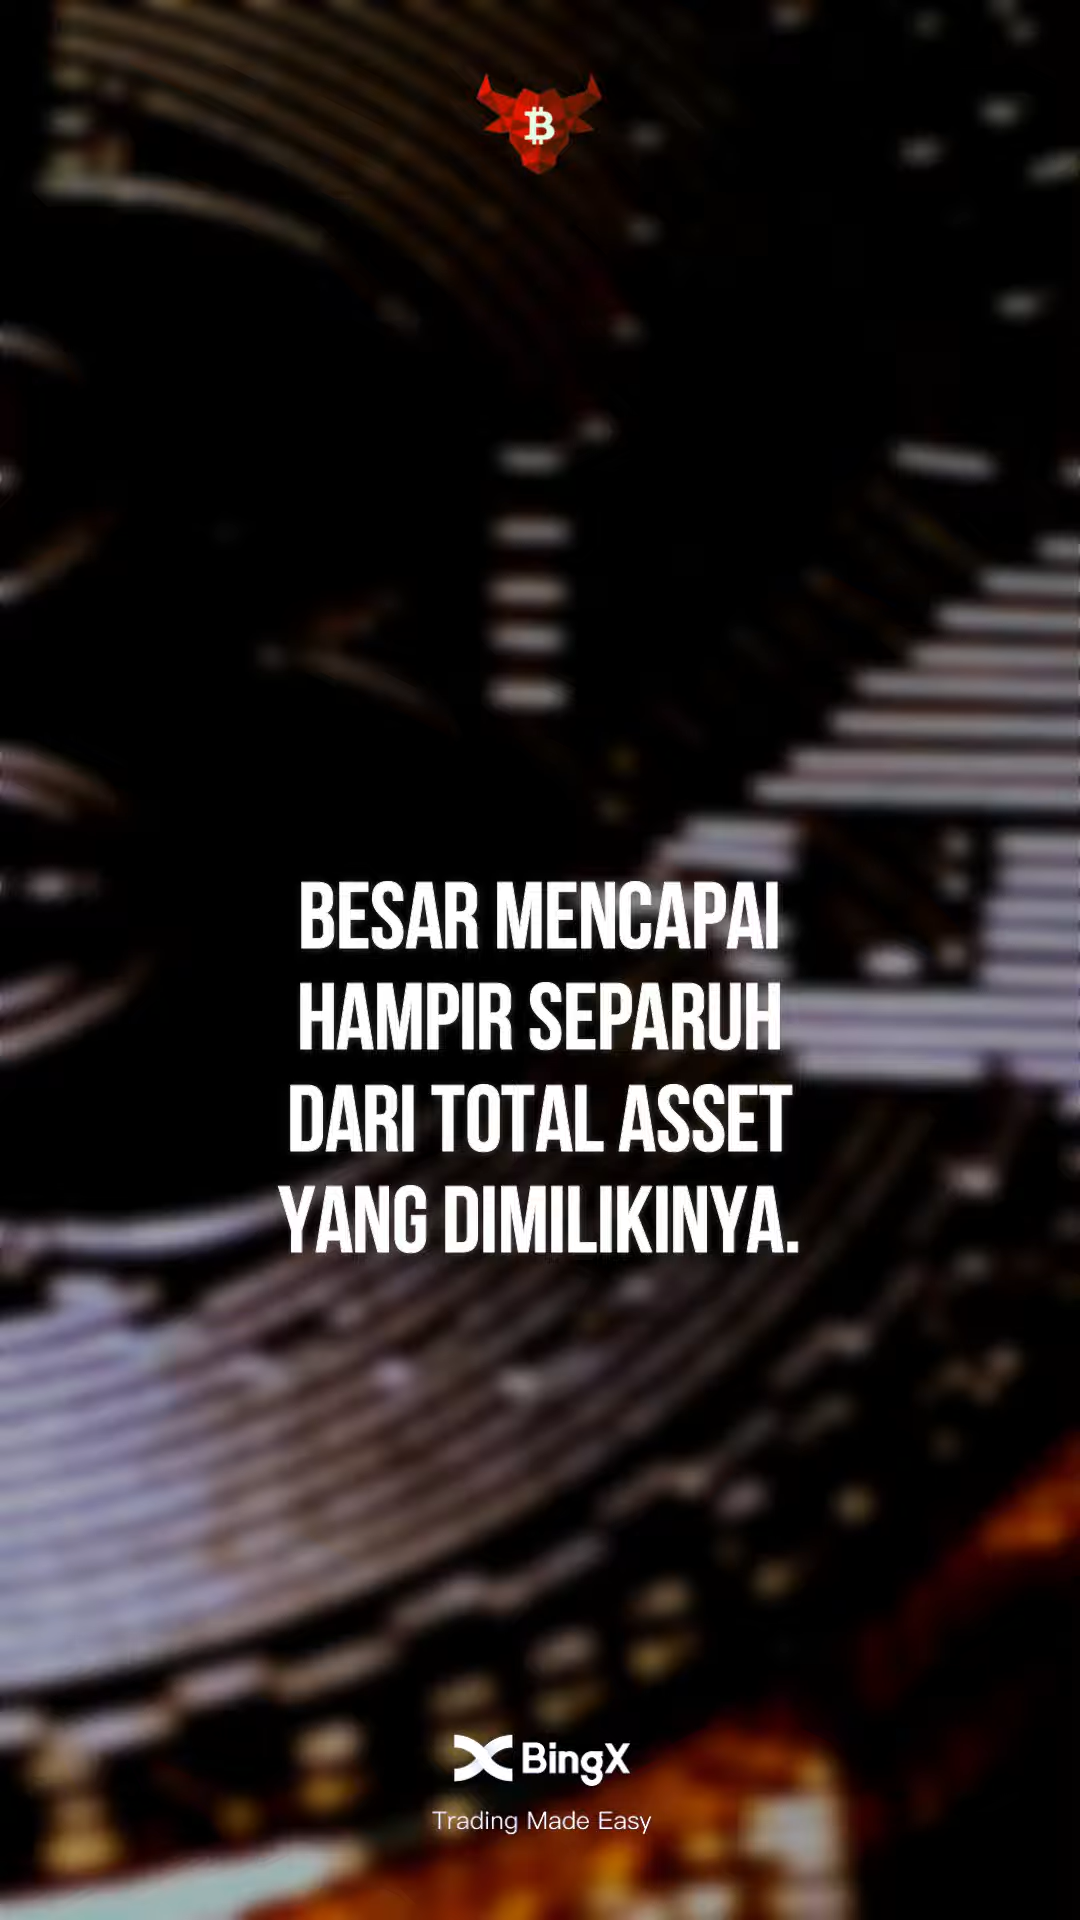 ₿
BESAR MENCAPAI
HAMPIR SEPARUH
DARI TOTAL ASSET
YANG DIMILIKINYA.
BingX
Trading Made Easy